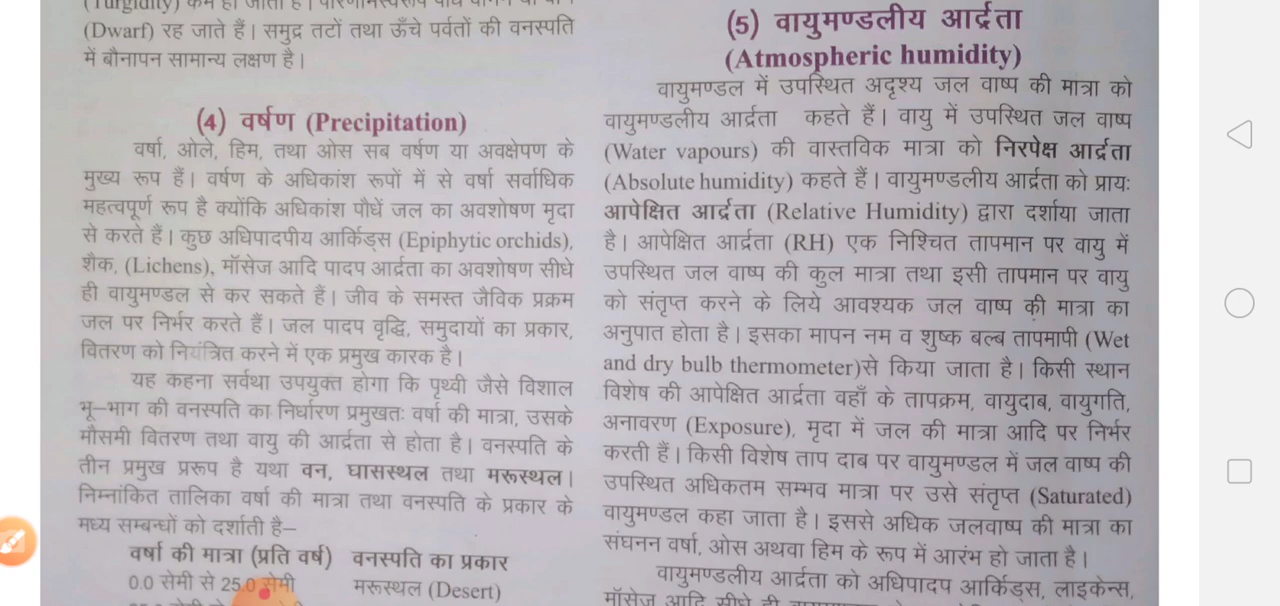 (Turgidity) कम हो जाती है। परिणामस्वरूप पौधे
(Dwarf) रह जाते हैं। समुद्र तटों तथा ऊँचे पर्वतों की वनस्पति
में बौनापन सामान्य लक्षण है।
(4) वर्षण (Precipitation)
वर्षा, ओले, हिम, तथा ओस सब वर्षण या अवक्षेपण के
मुख्य रूप हैं। वर्षण के अधिकांश रूपों में से वर्षा सर्वाधिक
महत्वपूर्ण रूप है क्योंकि अधिकांश पौधें जल का अवशोषण मृदा
से करते हैं। कुछ अधिपादपीय आर्किड्स (Epiphytic orchids),
शैक, (Lichens), मॉसेज आदि पादप आर्द्रता का अवशोषण सीधे
ही वायुमण्डल से कर सकते हैं। जीव के समस्त जैविक प्रक्रम
जल पर निर्भर करते हैं। जल पादप वृद्धि, समुदायों का प्रकार,
वितरण को नियंत्रित करने में एक प्रमुख कारक है।
यह कहना सर्वथा उपयुक्त होगा कि पृथ्वी जैसे विशाल
भू–भाग की वनस्पति का निर्धारण प्रमुखतः वर्षा की मात्रा, उसके
मौसमी वितरण तथा वायु की आर्द्रता से होता है। वनस्पति के
तीन प्रमुख प्ररूप है यथा वन, घासस्थल तथा मरूस्थल।
निम्नांकित तालिका वर्षा की मात्रा तथा वनस्पति के प्रकार के
मध्य सम्बन्धों को दर्शाती है–
वर्षा की मात्रा (प्रति वर्ष) वनस्पति का प्रकार
0.0 सेमी से 25.0 सेमी मरूस्थल (Desert)
(5) वायुमण्डलीय आर्द्रता
(Atmospheric humidity)
वायुमण्डल में उपस्थित अदृश्य जल वाष्प की मात्रा को
वायुमण्डलीय आर्द्रता कहते हैं। वायु में उपस्थित जल वाष्प
(Water vapours) की वास्तविक मात्रा को निरपेक्ष आर्द्रता
(Absolute humidity) कहते हैं। वायुमण्डलीय आर्द्रता को प्रायः
आपेक्षित आर्द्रता (Relative Humidity) द्वारा दर्शाया जाता
है। आपेक्षित आर्द्रता (RH) एक निश्चित तापमान पर वायु में
उपस्थित जल वाष्प की कुल मात्रा तथा इसी तापमान पर वायु
को संतृप्त करने के लिये आवश्यक जल वाष्प की मात्रा का
अनुपात होता है। इसका मापन नम व शुष्क बल्ब तापमापी (Wet
and dry bulb thermometer)से किया जाता है। किसी स्थान
विशेष की आपेक्षित आर्द्रता वहाँ के तापक्रम, वायुदाब, वायुगति,
अनावरण (Exposure), मृदा में जल की मात्रा आदि पर निर्भर
करती हैं। किसी विशेष ताप दाब पर वायुमण्डल में जल वाष्प की
उपस्थित अधिकतम सम्भव मात्रा पर उसे संतृप्त (Saturated)
वायुमण्डल कहा जाता है। इससे अधिक जलवाष्प की मात्रा का
संघनन वर्षा, ओस अथवा हिम के रूप में आरंभ हो जाता है।
वायुमण्डलीय आर्द्रता को अधिपादप आर्किड्स, लाइकेन्स,
मॉसेज आदि सीधे ही